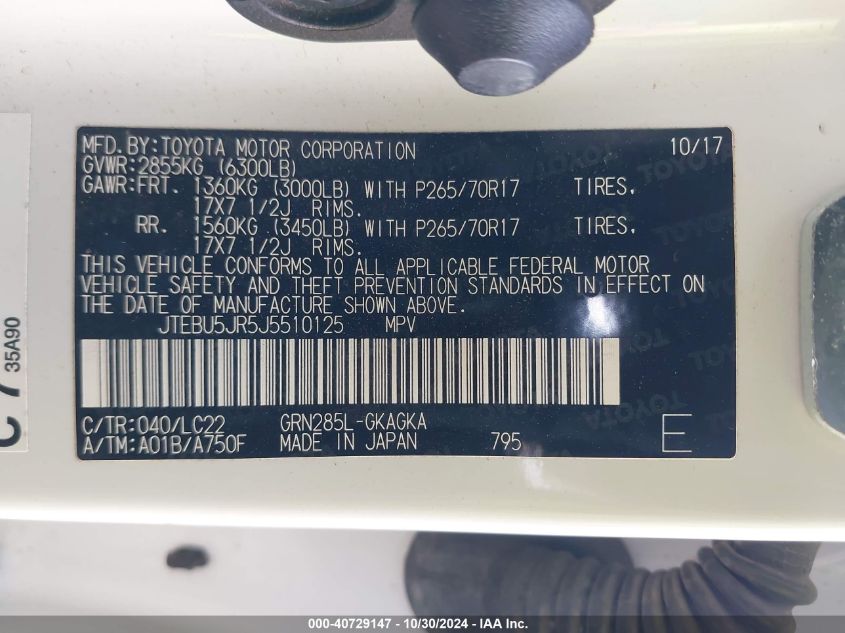 MFD.BY:TOYOTA MOTOR CORPORATION 10/17
GVWR:2855KG (6300LB)
GAWR:FRT. 1360KG (3000LB) WITH P265/70R17 TIRES,
17X7 1/2J RIMS.
RR. 1560KG (3450LB) WITH P265/70R17 TIRES,
17X7 1/2J RIMS.
THIS VEHICLE CONFORMS TO ALL APPLICABLE FEDERAL MOTOR
VEHICLE SAFETY AND THEFT PREVENTION STANDARDS IN EFFECT ON
THE DATE OF MANUFACTURE SHOWN ABOVE.
JTEBU5JR5J5510125 MPV
C/TR:040/LC22 GRN285L-GKAGKA
A/TM:A01B/A750F MADE IN JAPAN 795 E
35A90
000-40729147 - 10/30/2024 - IAA Inc.